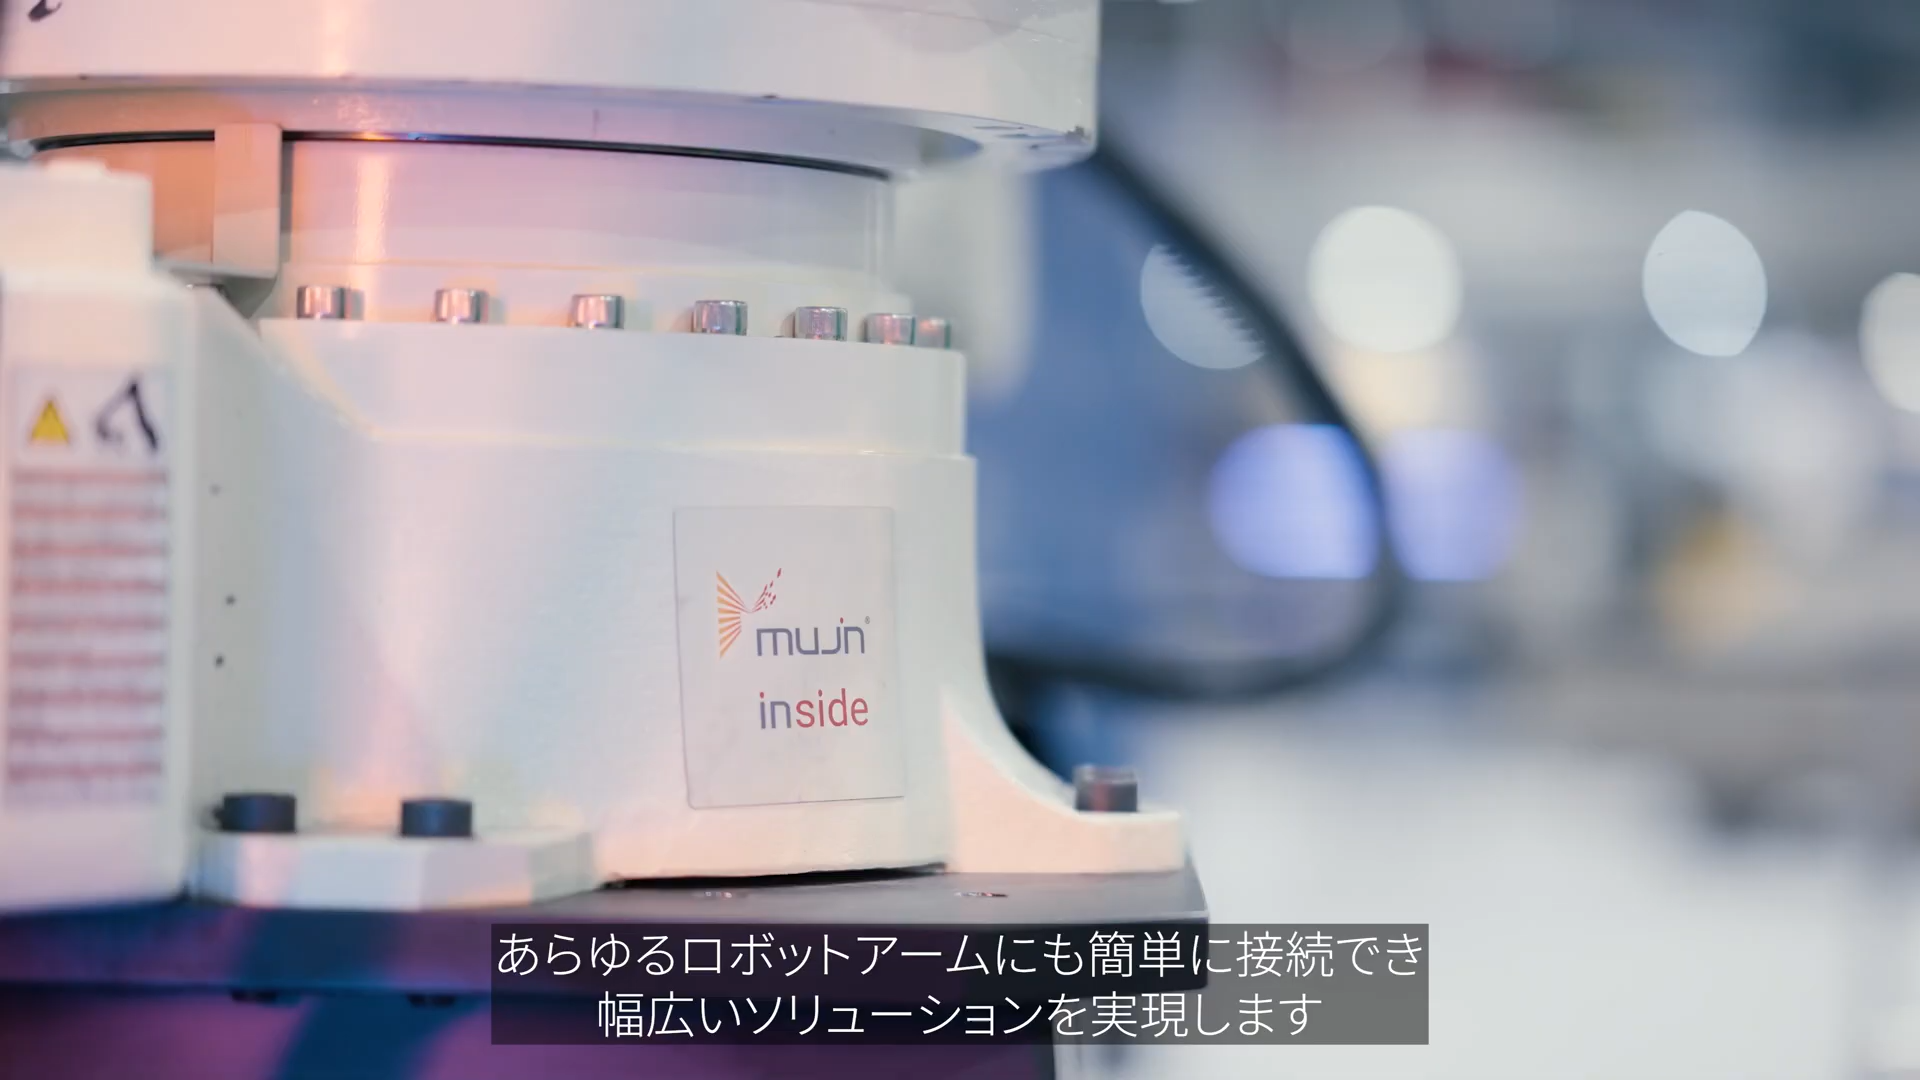 mujin®
inside
あらゆるロボットアームにも簡単に接続でき
幅広いソリューションを実現します